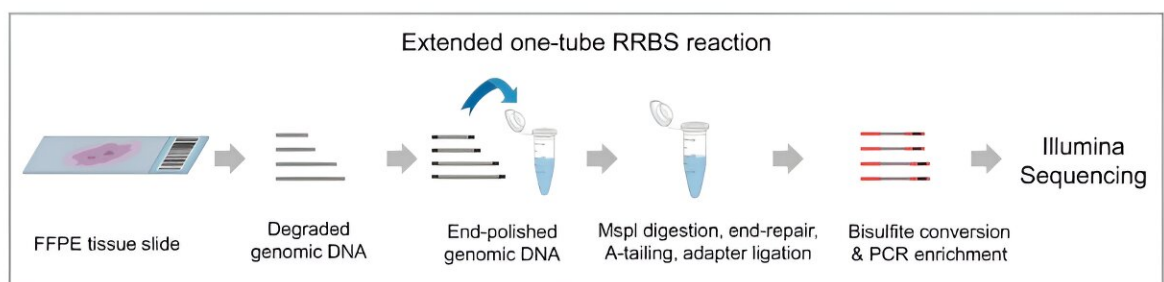 Extended one-tube RRBS reaction
FFPE tissue slide
Degraded
genomic DNA
End-polished
genomic DNA
MspI digestion, end-repair,
A-tailing, adapter ligation
Bisulfite conversion
& PCR enrichment
Illumina
Sequencing